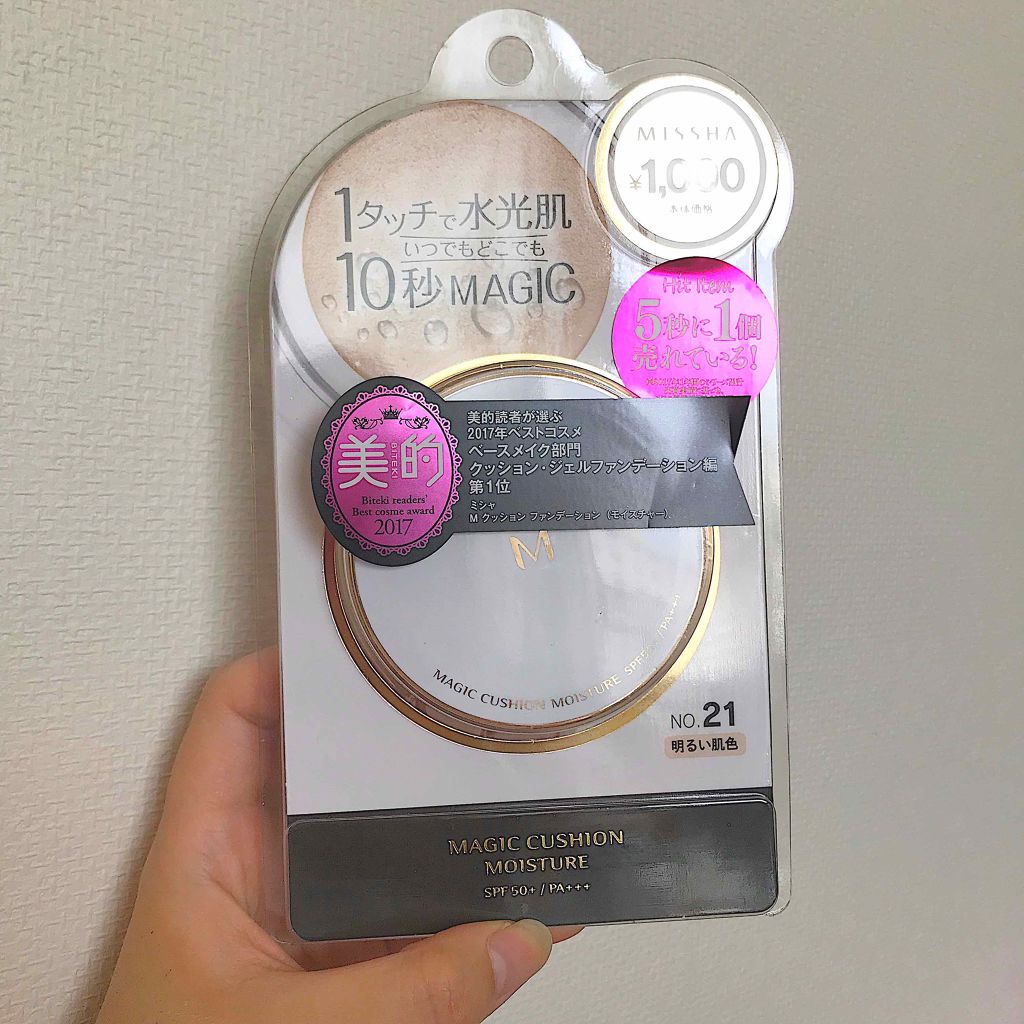 MISSHA
¥1,000
本体価格
1タッチで水光肌
いつでもどこでも
10秒MAGIC
Hit Item
5秒に1個
売れている!
美的
BITEKI
Biteki readers'
Best cosme award
2017
美的読者が選ぶ
2017年ベストコスメ
ベースメイク部門
クッション・ジェルファンデーション編
第1位
ミシャ
M クッション ファンデーション (モイスチャー)
M
MAGIC CUSHION MOISTURE SPF50+ / PA+++
NO.21
明るい肌色
MAGIC CUSHION
MOISTURE
SPF 50+ / PA+++